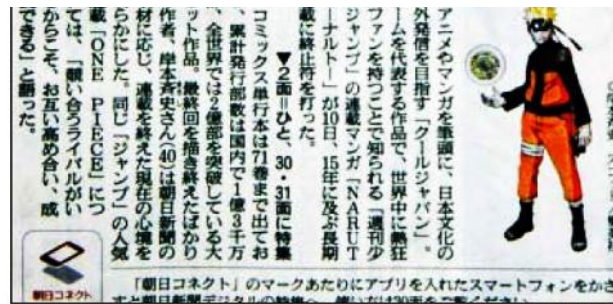 アニメやマンガを筆頭に、日本文化の
外発信を目指す「クールジャパン」。
ームを代表する作品で、世界中に熱狂
ファンを持つことで知られる「週刊少
ジャンプ」の連載マンガ「NARUT
ーナルトー」が10日、15年に及ぶ長期
載に終止符を打った。
▼2面=ひと、30・31面に特集
コミックス単行本は71巻まで出てお
、累計発行部数は国内で1億3千万
、全世界では2億部を突破している大
ット作品。最終回を描き終えたばかり
作者、岸本斉史さん(40)は朝日新聞の
材に応じ、連載を終えた現在の心境を
らかにした。同じ「ジャンプ」の人気
載「ONE PIECE」につ
ては、「競い合うライバルがい
からこそ、お互い高め合い、成
できる」と語った。
朝日コネクト
「朝日コネクト」のマークあたりにアプリを入れたスマートフォンをか